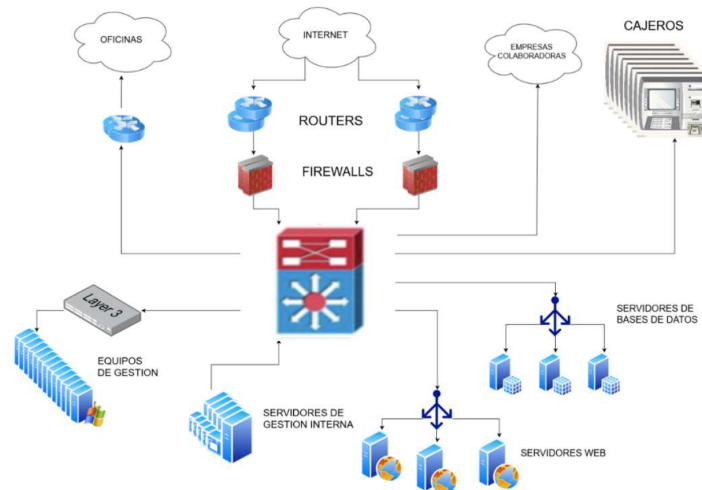 OFICINAS
INTERNET
EMPRESAS
COLABORADORAS
CAJEROS
ROUTERS
FIREWALLS
Layer 3
EQUIPOS
DE GESTION
SERVIDORES DE
GESTION INTERNA
SERVIDORES DE
BASES DE DATOS
SERVIDORES WEB